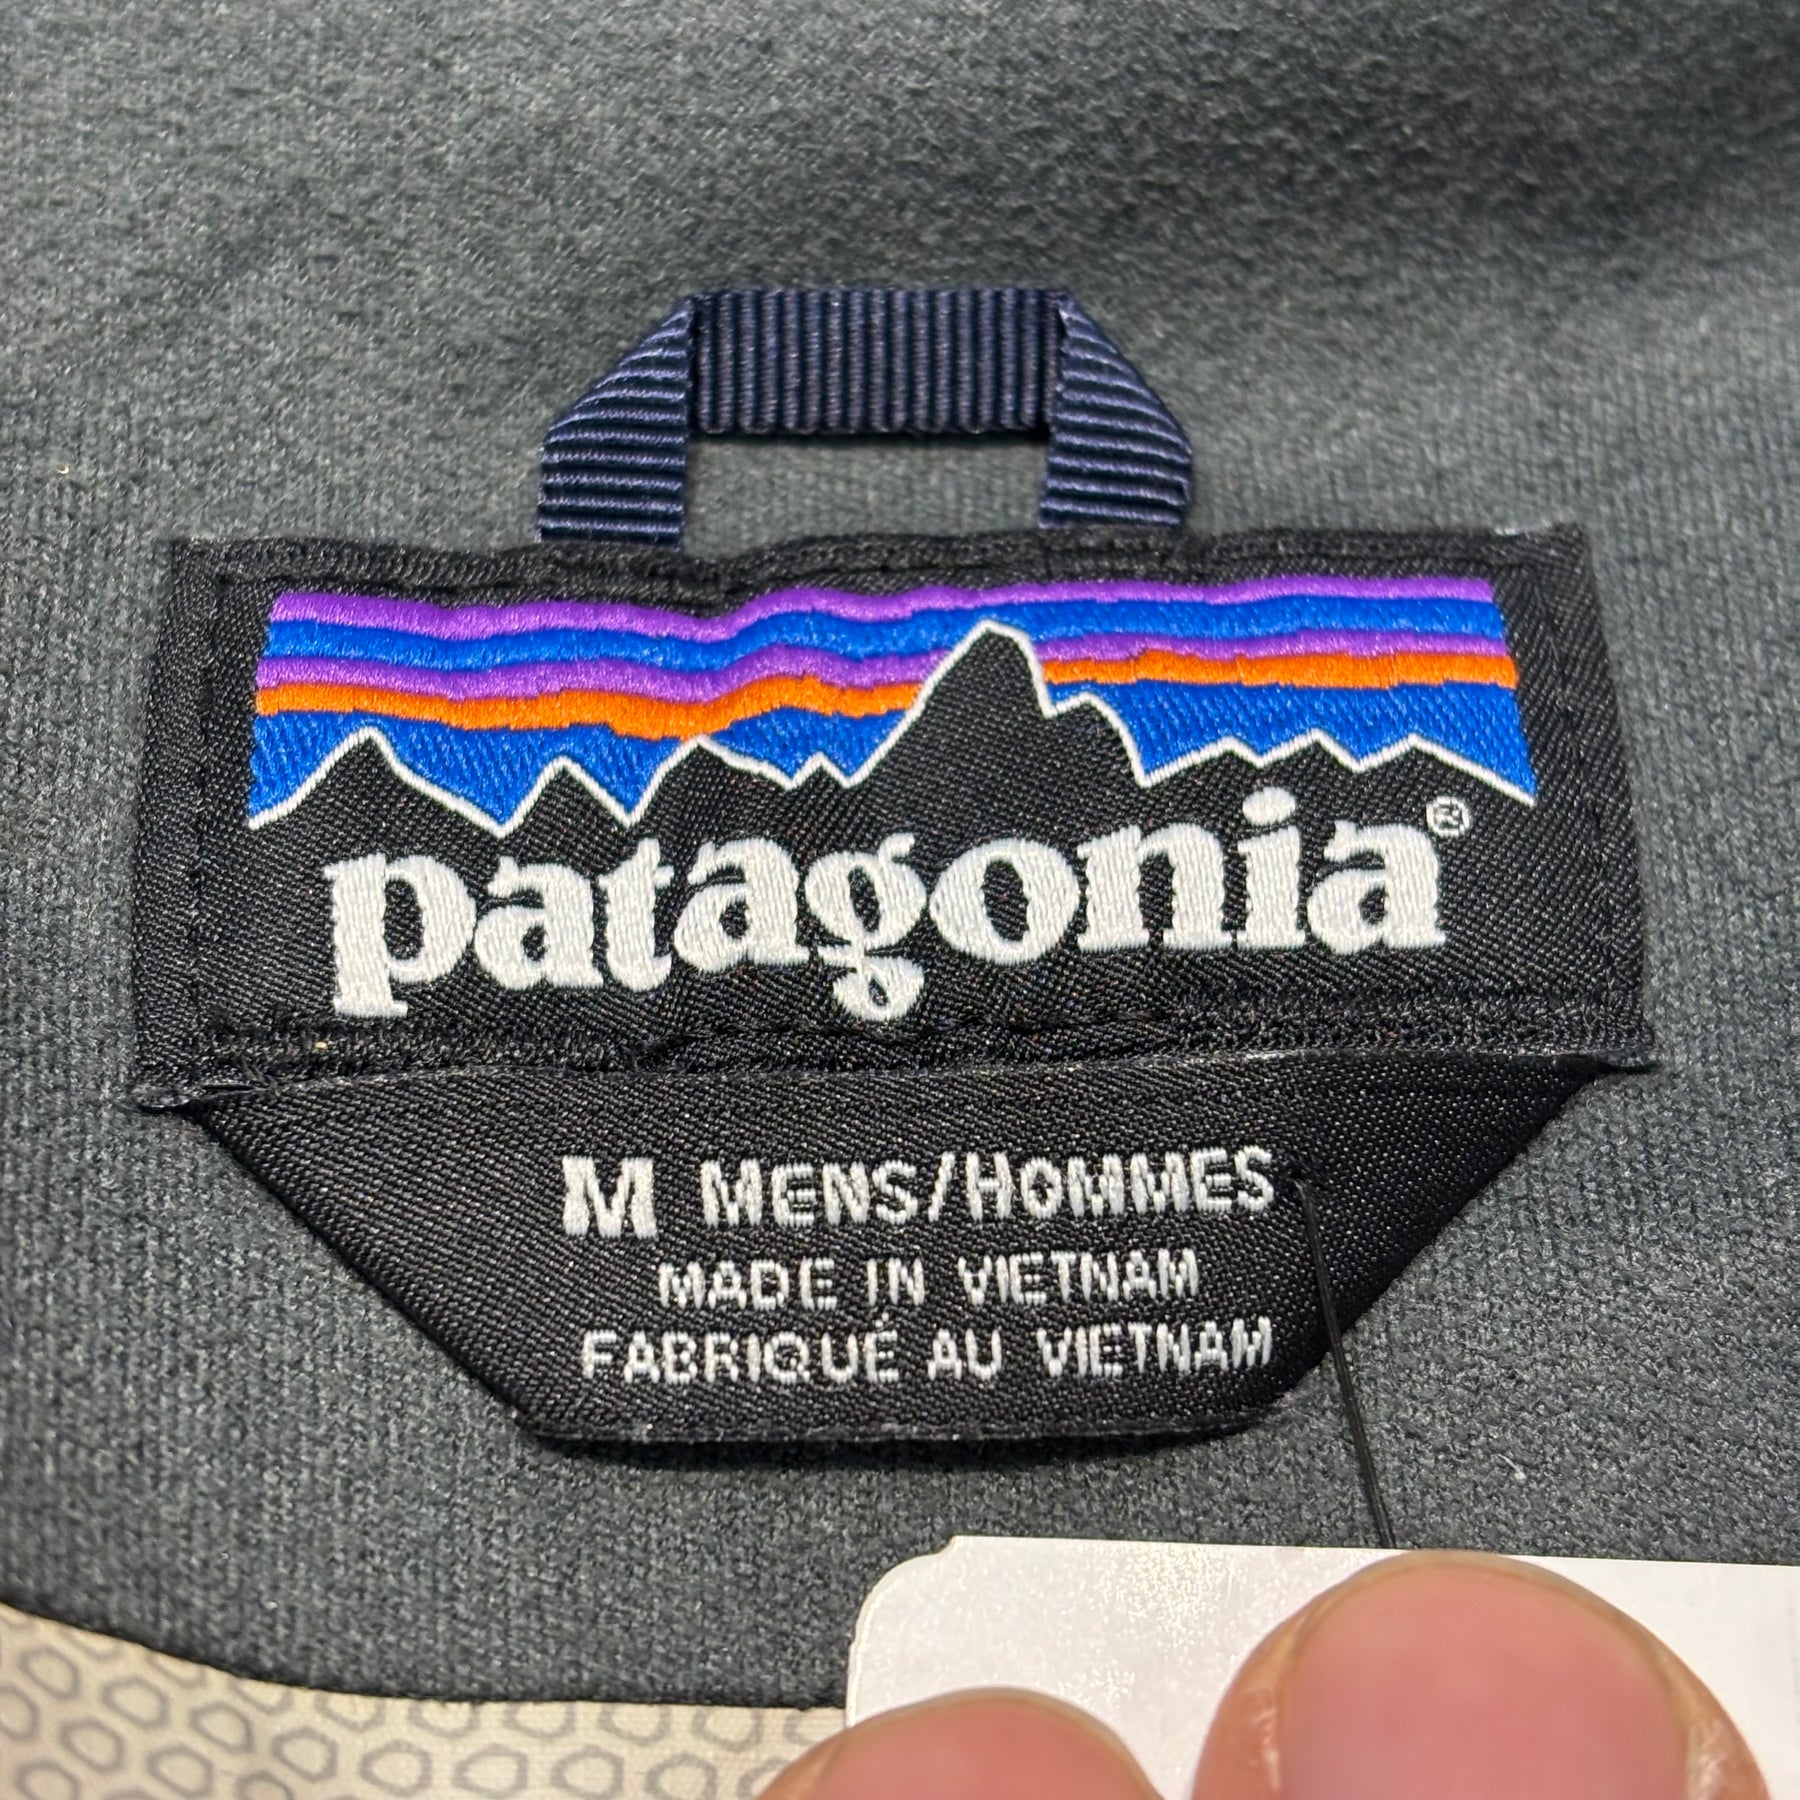 patagonia®
M MENS/HOMMES
MADE IN VIETNAM
FABRIQUÉ AU VIETNAM